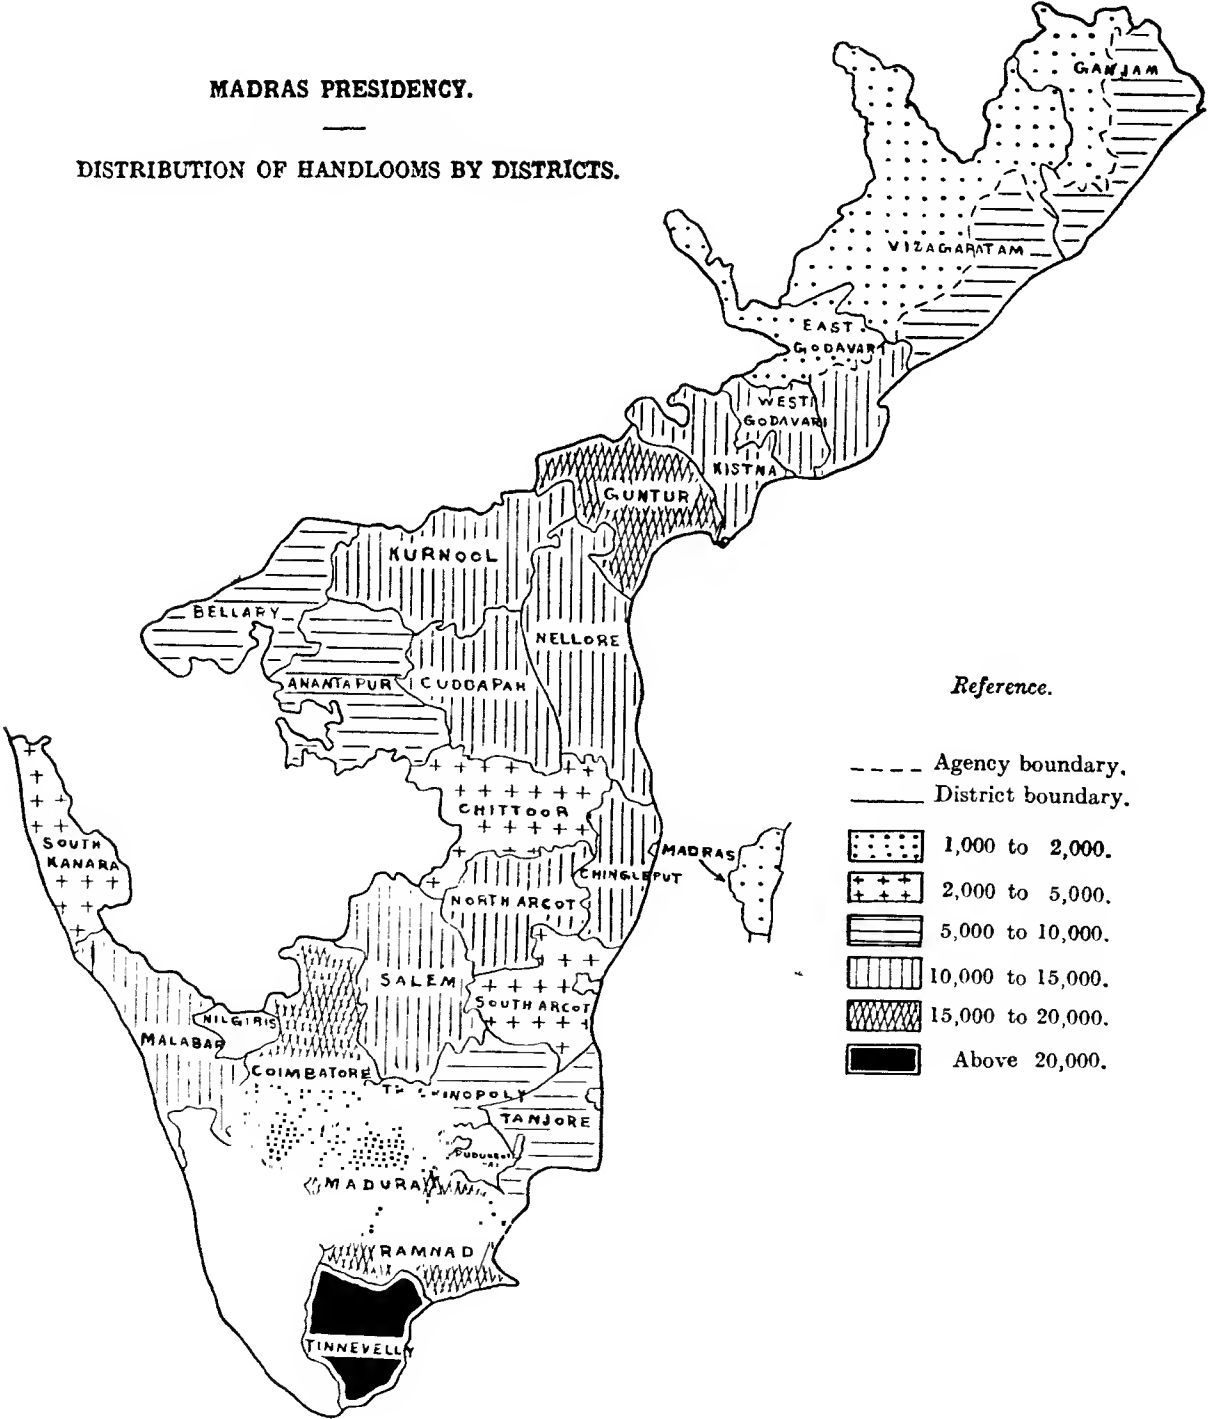 MADRAS PRESIDENCY.
DISTRIBUTION OF HANDLOOMS BY DISTRICTS.
GANJAM
VIZAGAPATAM
EAST
GODAVARI
WEST
GODAVARI
KISTNA
GUNTUR
KURNOOL
BELLARY
NELLORE
ANANTAPUR
CUDDAPAH
CHITTOOR
SOUTH
KANARA
MADRAS
CHINGLEPUT
NORTH ARCOT
SALEM
SOUTH ARCOT
NILGIRIS
MALABAR
COIMBATORE
TANJORE
MADURA
RAMNAD
TINNEVELLY
Reference.
Agency boundary.
District boundary.
1,000 to 2,000.
2,000 to 5,000.
5,000 to 10,000.
10,000 to 15,000.
15,000 to 20,000.
Above 20,000.